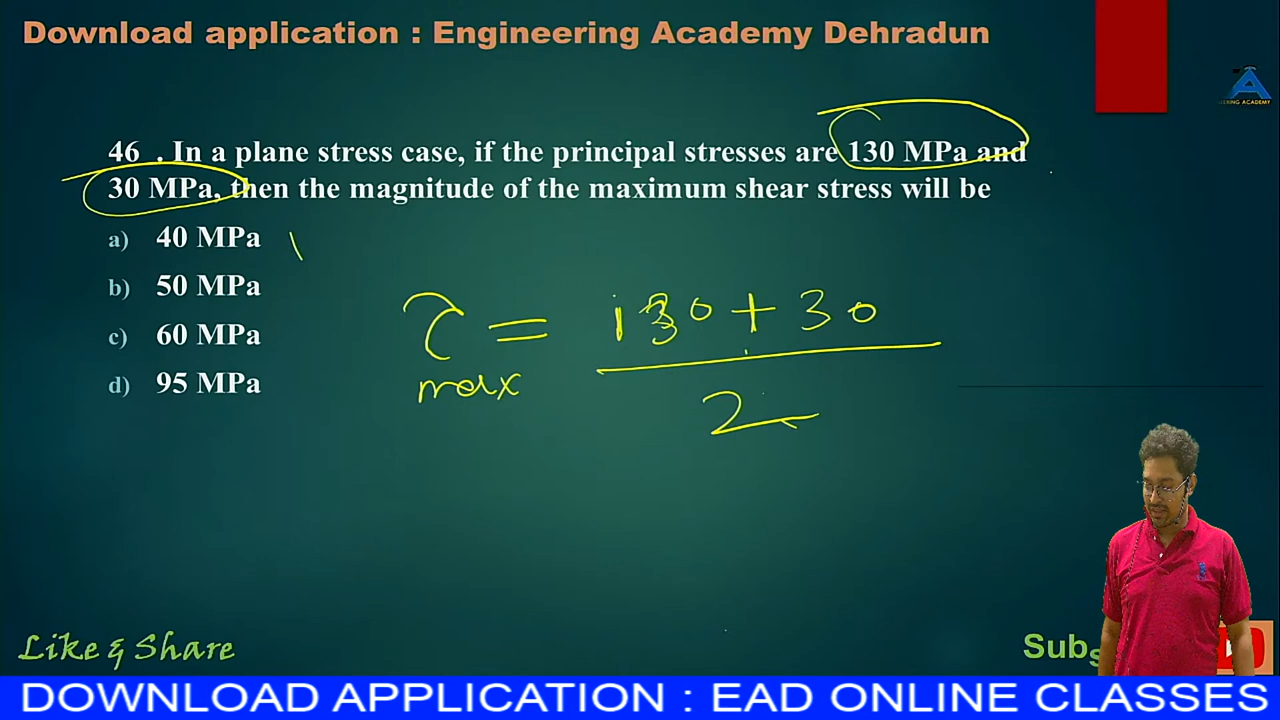 Download application : Engineering Academy Dehradun
46 . In a plane stress case, if the principal stresses are 130 MPa and
30 MPa, then the magnitude of the maximum shear stress will be
a) 40 MPa
b) 50 MPa
c) 60 MPa
d) 95 MPa
τ max = 130 + 30 / 2
Like & Share
Subs
DOWNLOAD APPLICATION : EAD ONLINE CLASSES